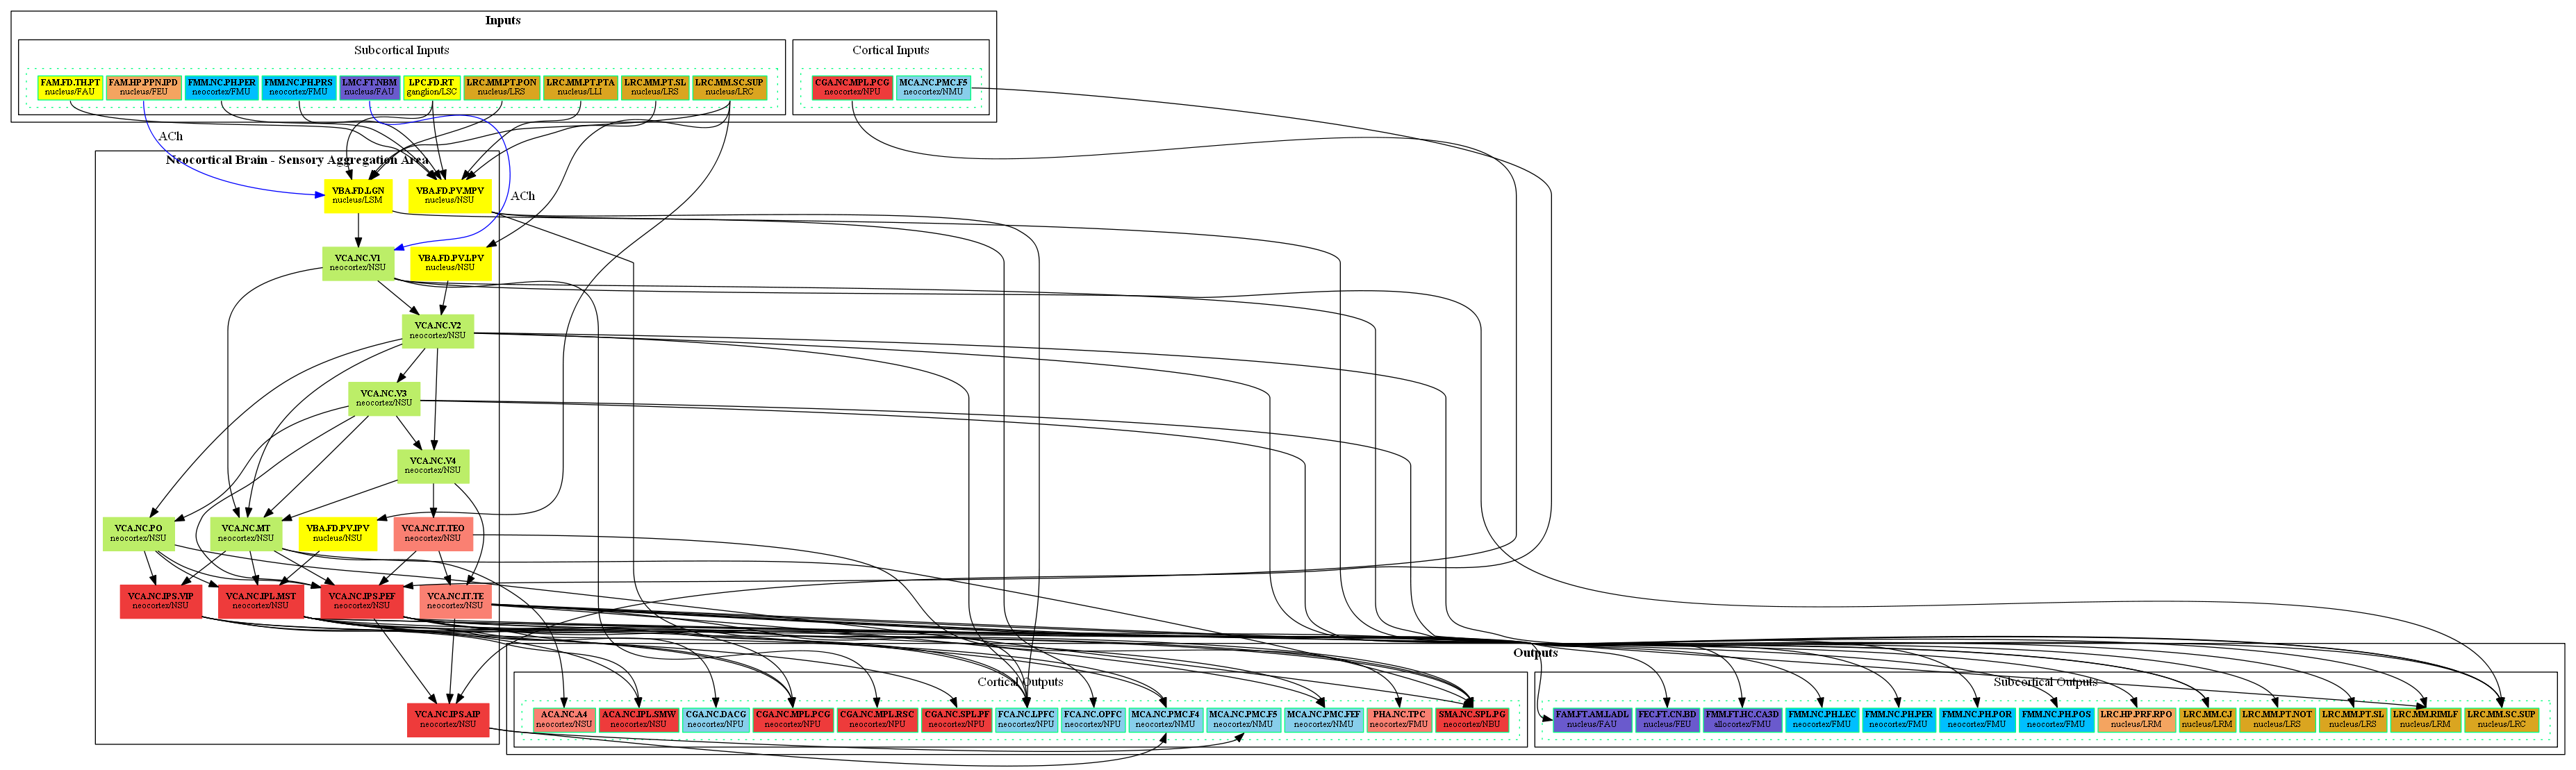 Inputs
Subcortical Inputs
Cortical Inputs
FAM.FD.TH.PT
nucleus/FAU
FAM.HP.PPN.IPD
nucleus/FEU
FMM.NC.PH.PER
neocortex/FMU
FMM.NC.PH.PRS
neocortex/FMU
LMC.FT.NBM
nucleus/FAU
LPC.FD.RT
ganglion/LSC
LRC.MM.PT.PON
nucleus/LRS
LRC.MM.PT.PTA
nucleus/LLI
LRC.MM.PT.SL
nucleus/LRS
LRC.MM.SC.SUP
nucleus/LRC
CGA.NC.MPL.PCG
neocortex/NPU
MCA.NC.PMC.F5
neocortex/NMU
ACh
Neocortical Brain - Sensory Aggregation Area
VBA.FD.LGN
nucleus/LSM
VBA.FD.PV.MPV
nucleus/NSU
ACh
VCA.NC.V1
neocortex/NSU
VBA.FD.PV.LPV
nucleus/NSU
VCA.NC.V2
neocortex/NSU
VCA.NC.V3
neocortex/NSU
VCA.NC.V4
neocortex/NSU
VCA.NC.PO
neocortex/NSU
VCA.NC.MT
neocortex/NSU
VBA.FD.PV.IPV
nucleus/NSU
VCA.NC.IT.TEO
neocortex/NSU
VCA.NC.IPS.VIP
neocortex/NSU
VCA.NC.IPL.MST
neocortex/NSU
VCA.NC.IPS.PEF
neocortex/NSU
VCA.NC.IT.TE
neocortex/NSU
VCA.NC.IPS.AIP
neocortex/NSU
Outputs
Cortical Outputs
Subcortical Outputs
ACA.NC.A4
neocortex/NSU
ACA.NC.IPL.SMW
neocortex/NSU
CGA.NC.DACG
neocortex/NPU
CGA.NC.MPL.PCG
neocortex/NPU
CGA.NC.MPL.RSC
neocortex/NPU
CGA.NC.SPL.PF
neocortex/NPU
FCA.NC.LPFC
neocortex/NPU
FCA.NC.OPFC
neocortex/NPU
MCA.NC.PMC.F4
neocortex/NMU
MCA.NC.PMC.F5
neocortex/NMU
MCA.NC.PMC.FEF
neocortex/NMU
PHA.NC.TPC
neocortex/FMU
SMA.NC.SPL.PG
neocortex/NBU
FAM.FT.AM.LADL
nucleus/FAU
FEC.FT.CN.BD
nucleus/FEU
FMM.FT.HC.CA3D
allocortex/FMU
FMM.NC.PH.LEC
neocortex/FMU
FMM.NC.PH.PER
neocortex/FMU
FMM.NC.PH.POR
neocortex/FMU
FMM.NC.PH.POS
neocortex/FMU
LRC.HP.PRF.RPO
nucleus/LRM
LRC.MM.CJ
nucleus/LRM
LRC.MM.PT.NOT
nucleus/LRS
LRC.MM.PT.SL
nucleus/LRS
LRC.MM.RIMLF
nucleus/LRM
LRC.MM.SC.SUP
nucleus/LRC